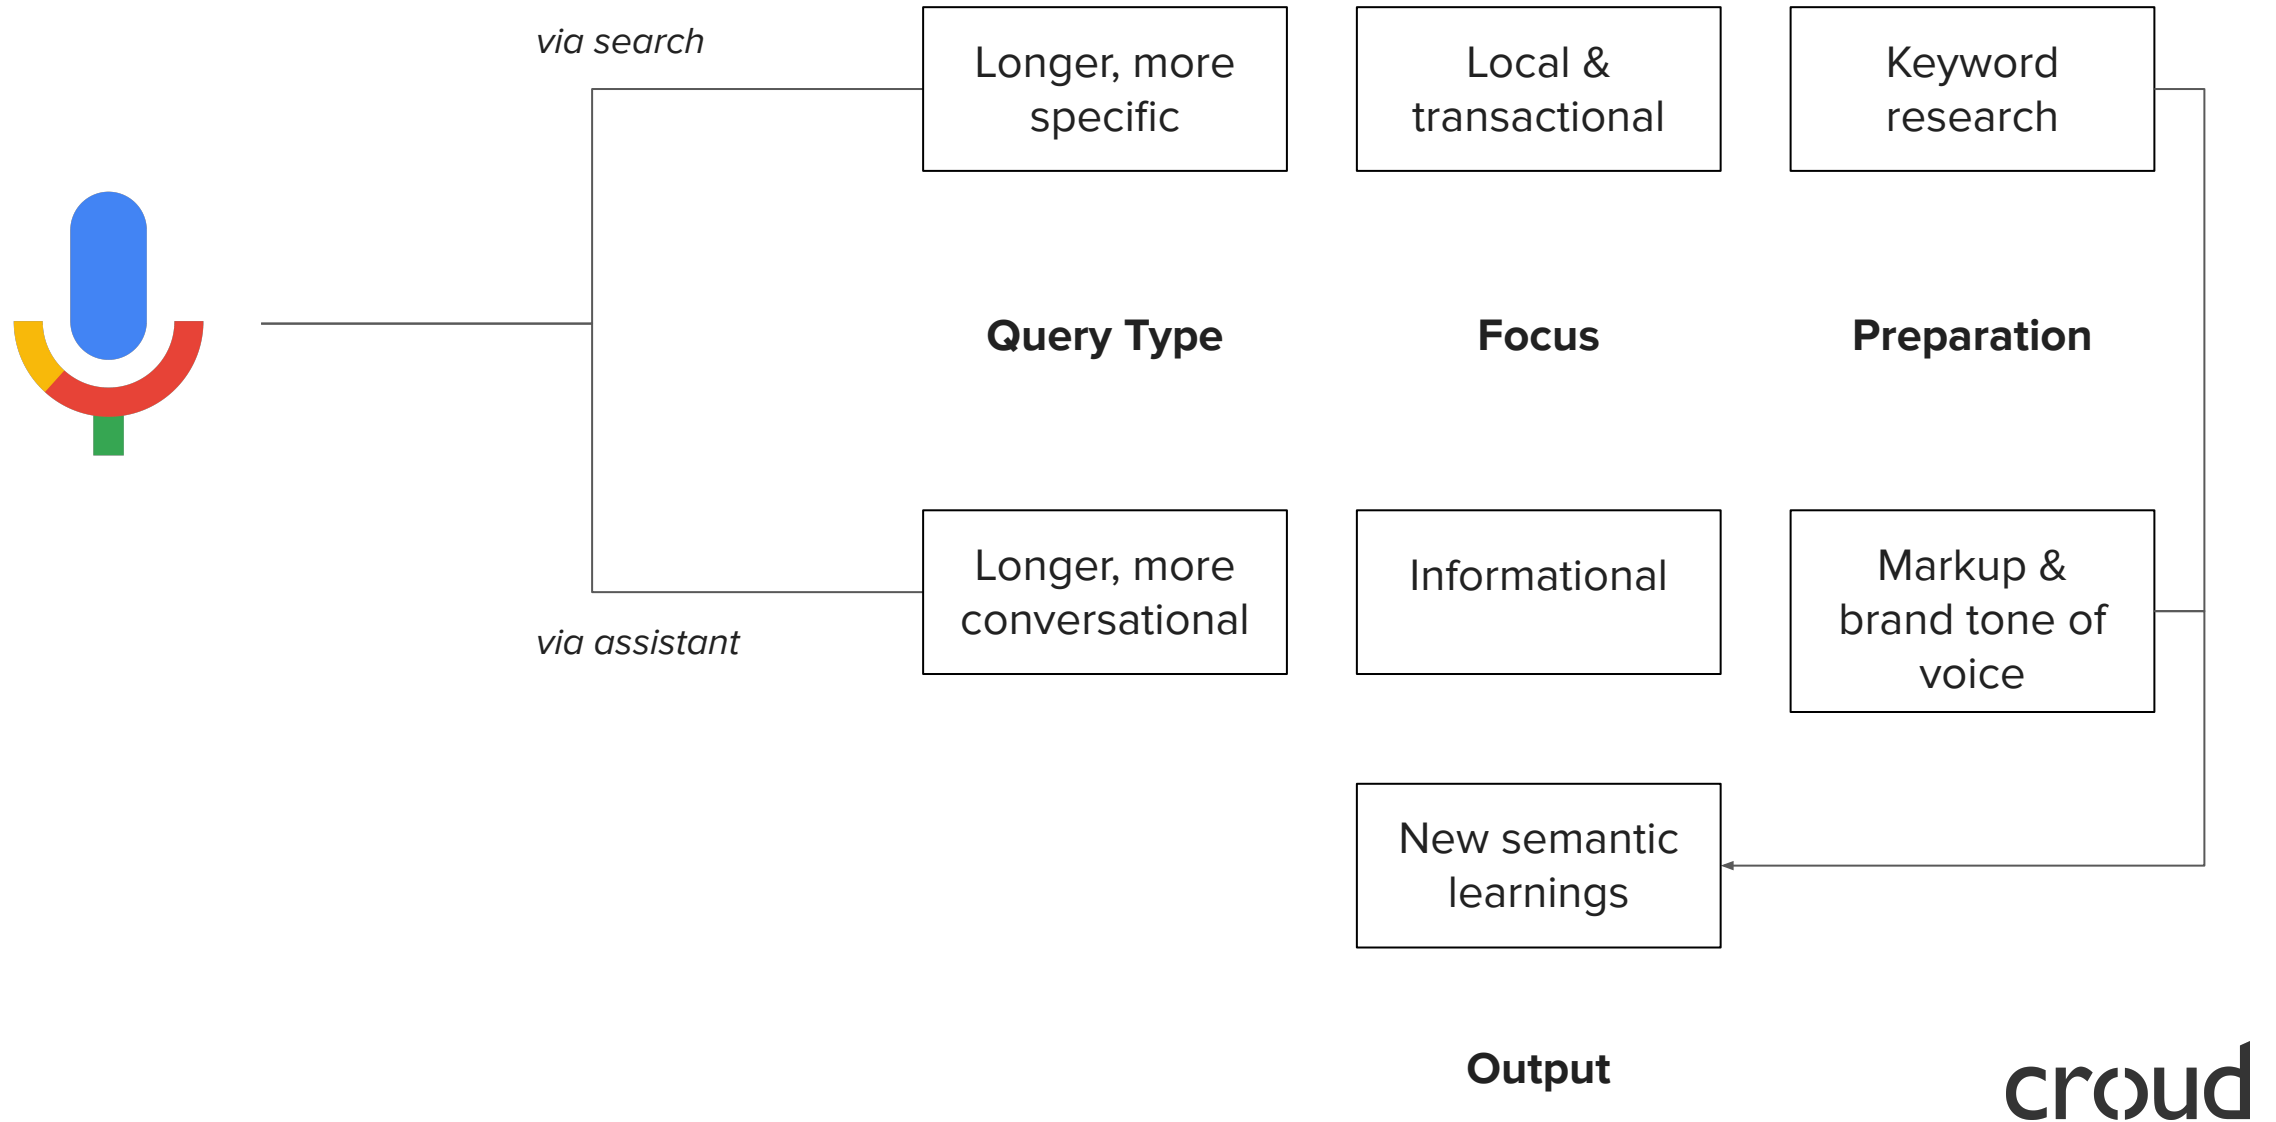 via search
Longer, more
specific
Local &
transactional
Keyword
research
Query Type
Focus
Preparation
via assistant
Longer, more
conversational
Informational
Markup &
brand tone of
voice
New semantic
learnings
Output
croud